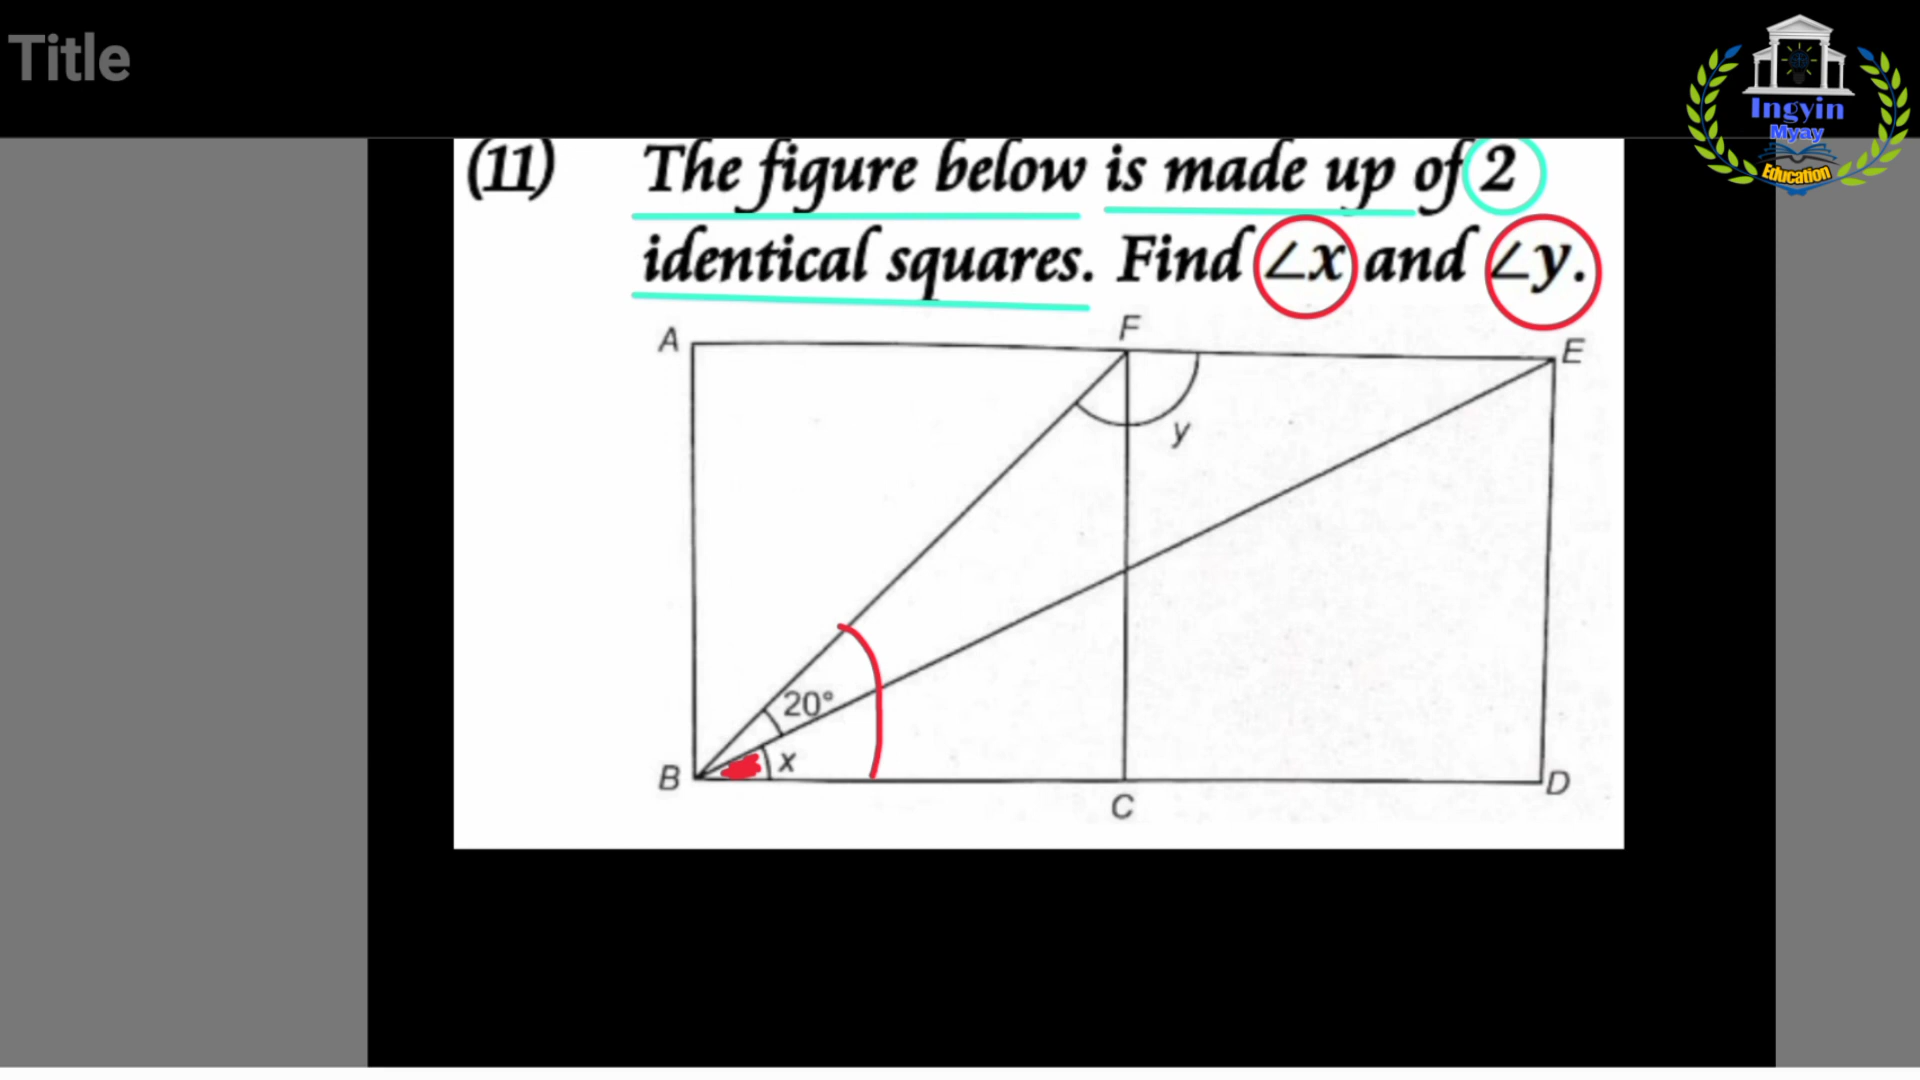 Title
Ingyin
Myay
Education
(11) The figure below is made up of 2
identical squares. Find ∠x and ∠y.
A
F
E
y
20°
x
B
C
D